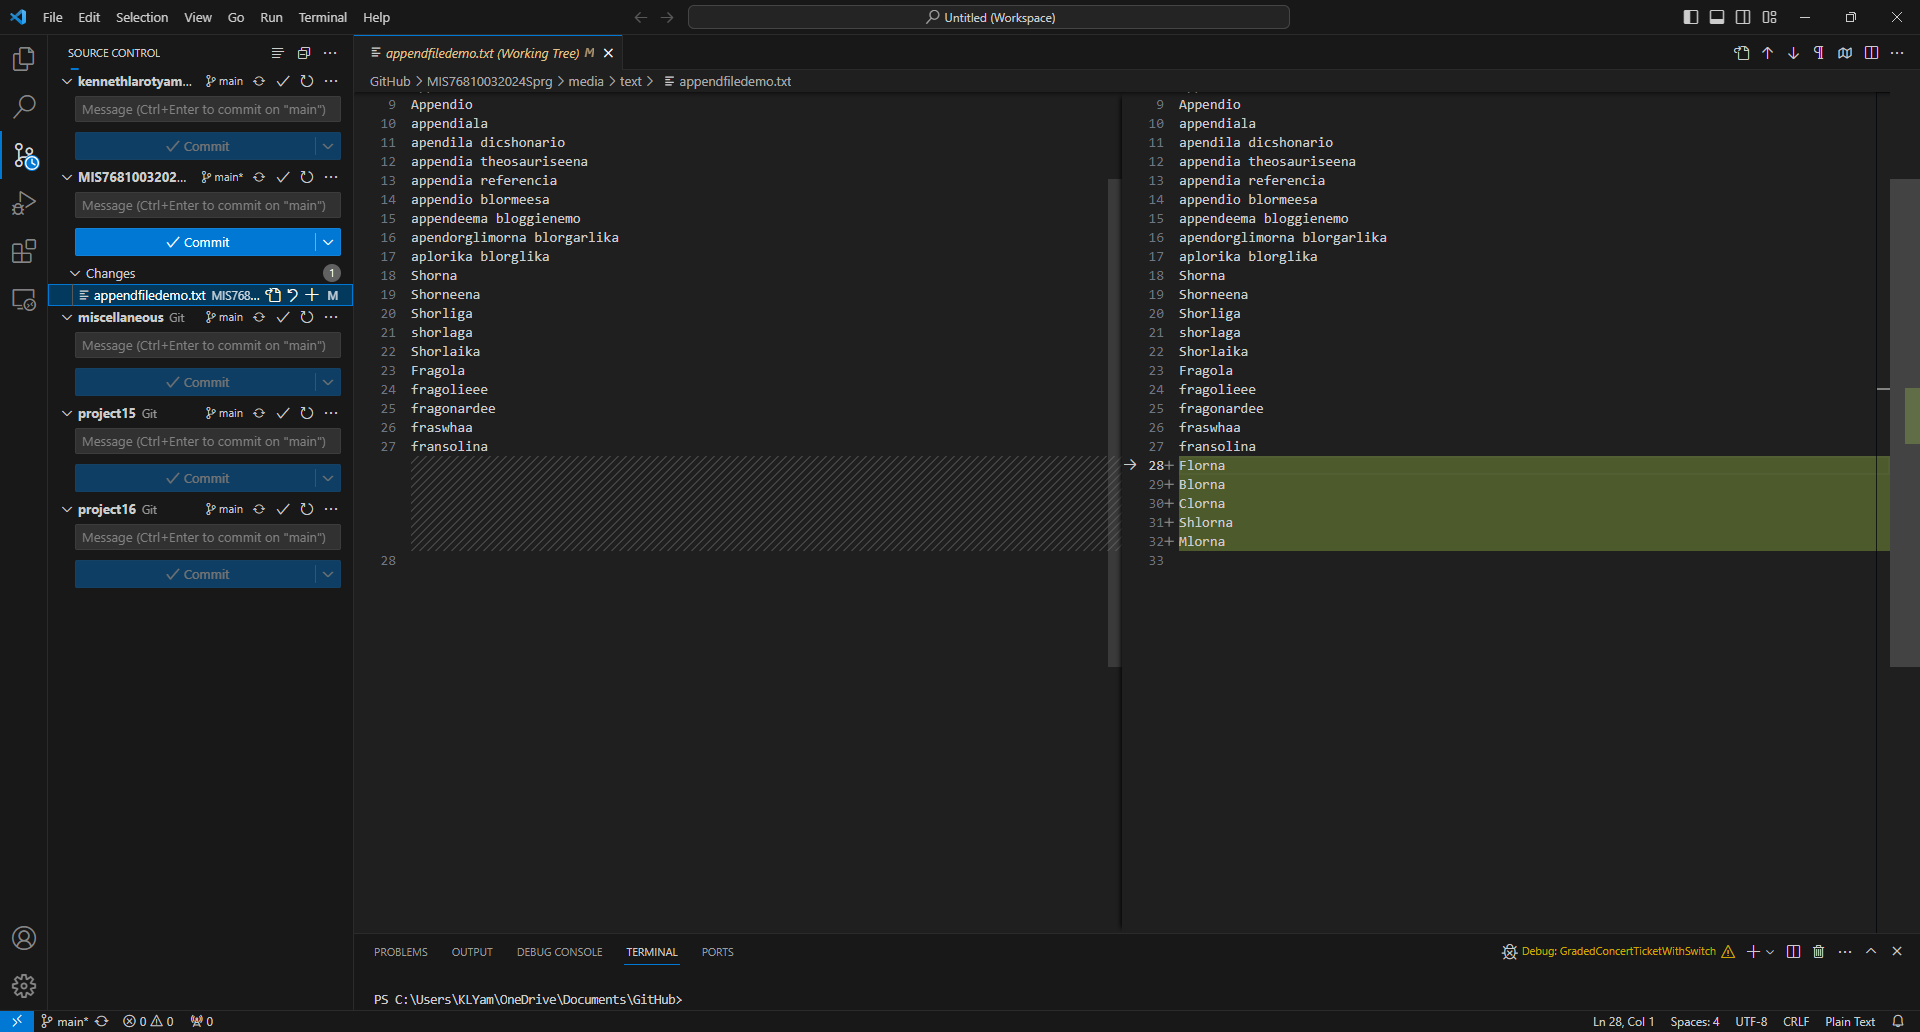 File Edit Selection View Go Run Terminal Help
Untitled (Workspace)
SOURCE CONTROL
kennethlarotyam... main
Message (Ctrl+Enter to commit on "main")
Commit
MIS7681003202... main*
Message (Ctrl+Enter to commit on "main")
Commit
Changes 1
appendfiledemo.txt MIS768... M
miscellaneous Git main
Message (Ctrl+Enter to commit on "main")
Commit
project15 Git main
Message (Ctrl+Enter to commit on "main")
Commit
project16 Git main
Message (Ctrl+Enter to commit on "main")
Commit
appendfiledemo.txt (Working Tree) M
GitHub > MIS76810032024Sprg > media > text > appendfiledemo.txt
9 Appendio
10 appendiala
11 apendila dicshonario
12 appendia theosauriseena
13 appendia referencia
14 appendio blormeesa
15 appendeema bloggienemo
16 apendorglimorna blorgarlika
17 aplorika blorglika
18 Shorna
19 Shorneena
20 Shorliga
21 shorlaga
22 Shorlaika
23 Fragola
24 fragolieee
25 fragonardee
26 fraswhaa
27 fransolina
28
9 Appendio
10 appendiala
11 apendila dicshonario
12 appendia theosauriseena
13 appendia referencia
14 appendio blormeesa
15 appendeema bloggienemo
16 apendorglimorna blorgarlika
17 aplorika blorglika
18 Shorna
19 Shorneena
20 Shorliga
21 shorlaga
22 Shorlaika
23 Fragola
24 fragolieee
25 fragonardee
26 fraswhaa
27 fransolina
28+ Florna
29+ Blorna
30+ Clorna
31+ Shlorna
32+ Mlorna
33
PROBLEMS OUTPUT DEBUG CONSOLE TERMINAL PORTS
Debug: GradedConcertTicketWithSwitch
PS C:\Users\KLYam\OneDrive\Documents\GitHub>
main* 0 0 0
Ln 28, Col 1 Spaces: 4 UTF-8 CRLF Plain Text